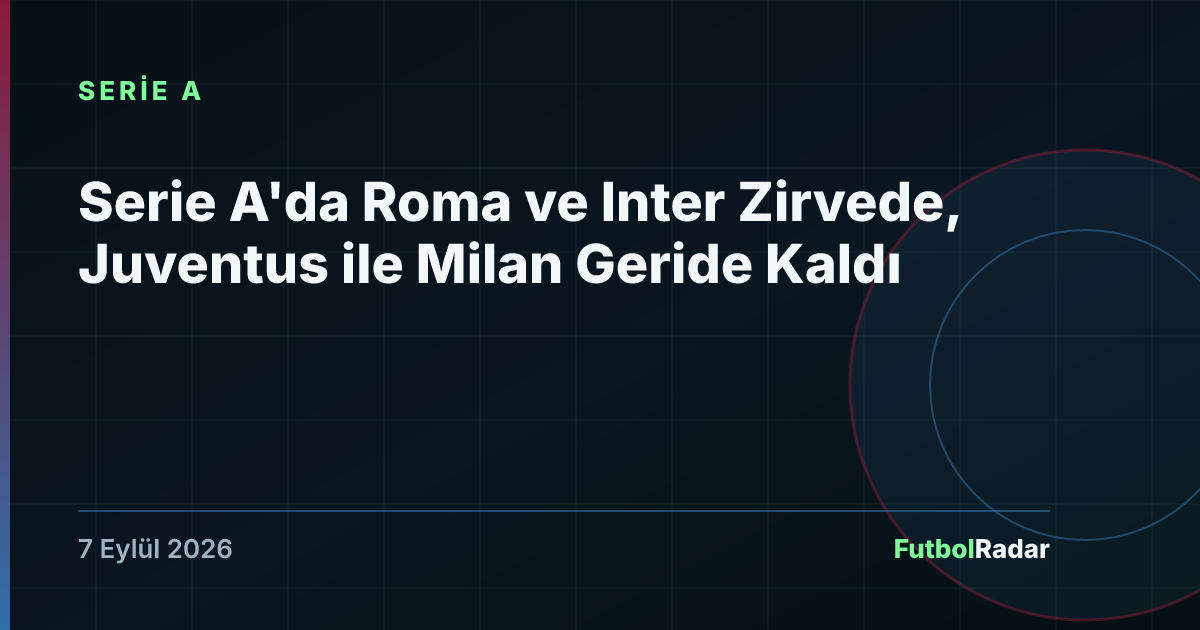 SERİE A
Serie A'da Roma ve Inter Zirvede,
Juventus ile Milan Geride Kaldı
7 Eylül 2026
FutbolRadar